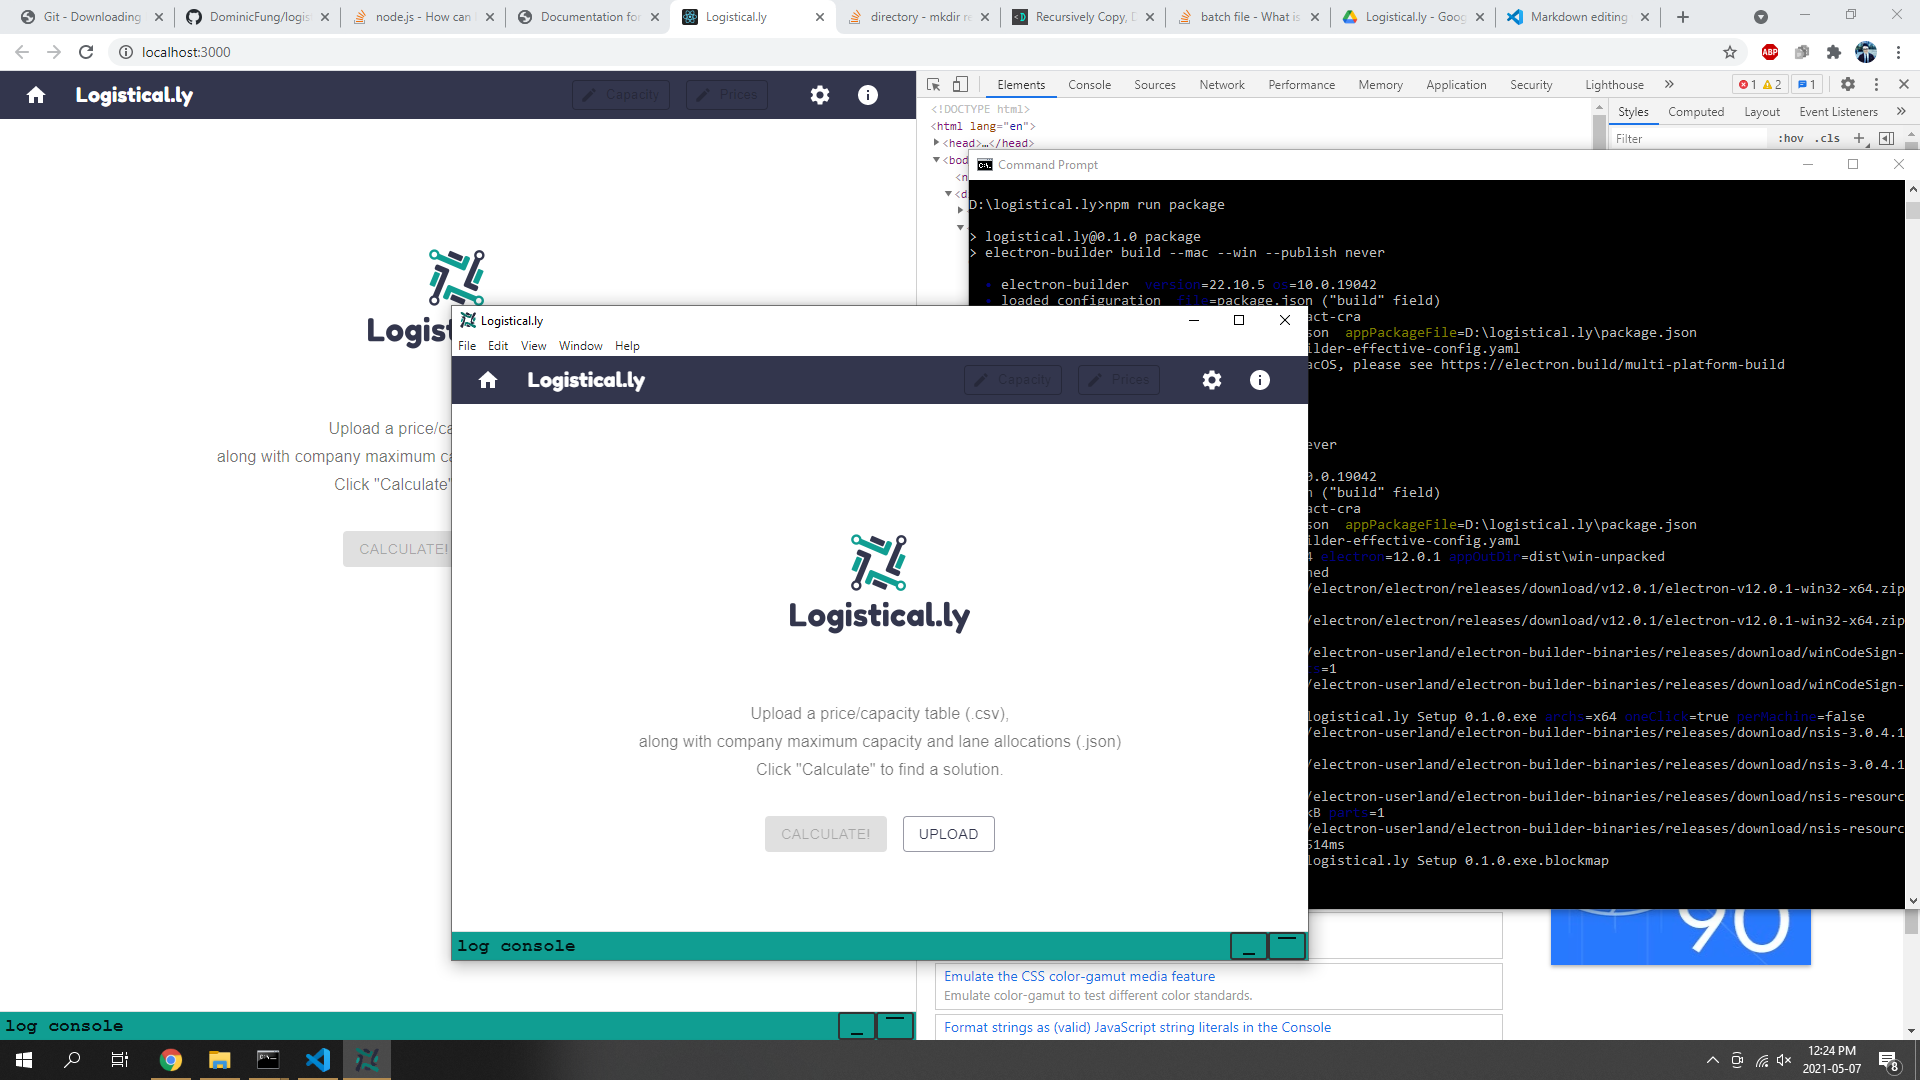 Git - Downloading
DominicFung/logis
node.js - How can
Documentation for
Logistical.ly
directory - mkdir re
Recursively Copy, D
batch file - What is
Logistical.ly - Goog
Markdown editing
localhost:3000
ABP
Logistical.ly
Capacity
Prices
Elements
Console
Sources
Network
Performance
Memory
Application
Security
Lighthouse
1
2
1
<!DOCTYPE html>
<html lang="en">
<head>…</head>
<bod
<n
<d
Styles
Computed
Layout
Event Listeners
Filter
:hov
.cls
Logist
Upload a price/ca
along with company maximum ca
Click "Calculate"
CALCULATE!
log console
Command Prompt
D:\logistical.ly>npm run package
> logistical.ly@0.1.0 package
> electron-builder build --mac --win --publish never
• electron-builder  version=22.10.5 os=10.0.19042
• loaded configuration  file=package.json ("build" field)
act-cra
son  appPackageFile=D:\logistical.ly\package.json
ilder-effective-config.yaml
acOS, please see https://electron.build/multi-platform-build
ever
0.0.19042
n ("build" field)
act-cra
son  appPackageFile=D:\logistical.ly\package.json
ilder-effective-config.yaml
4 electron=12.0.1 appOutDir=dist\win-unpacked
ned
/electron/electron/releases/download/v12.0.1/electron-v12.0.1-win32-x64.zip
/electron/electron/releases/download/v12.0.1/electron-v12.0.1-win32-x64.zip
/electron-userland/electron-builder-binaries/releases/download/winCodeSign-
=1
/electron-userland/electron-builder-binaries/releases/download/winCodeSign-
logistical.ly Setup 0.1.0.exe archs=x64 oneClick=true perMachine=false
/electron-userland/electron-builder-binaries/releases/download/nsis-3.0.4.1
/electron-userland/electron-builder-binaries/releases/download/nsis-3.0.4.1
/electron-userland/electron-builder-binaries/releases/download/nsis-resourc
kB parts=1
/electron-userland/electron-builder-binaries/releases/download/nsis-resourc
514ms
logistical.ly Setup 0.1.0.exe.blockmap
Logistical.ly
File
Edit
View
Window
Help
Logistical.ly
Capacity
Prices
Logistical.ly
Upload a price/capacity table (.csv),
along with company maximum capacity and lane allocations (.json)
Click "Calculate" to find a solution.
CALCULATE!
UPLOAD
log console
90
Emulate the CSS color-gamut media feature
Emulate color-gamut to test different color standards.
Format strings as (valid) JavaScript string literals in the Console
12:24 PM
2021-05-07
8